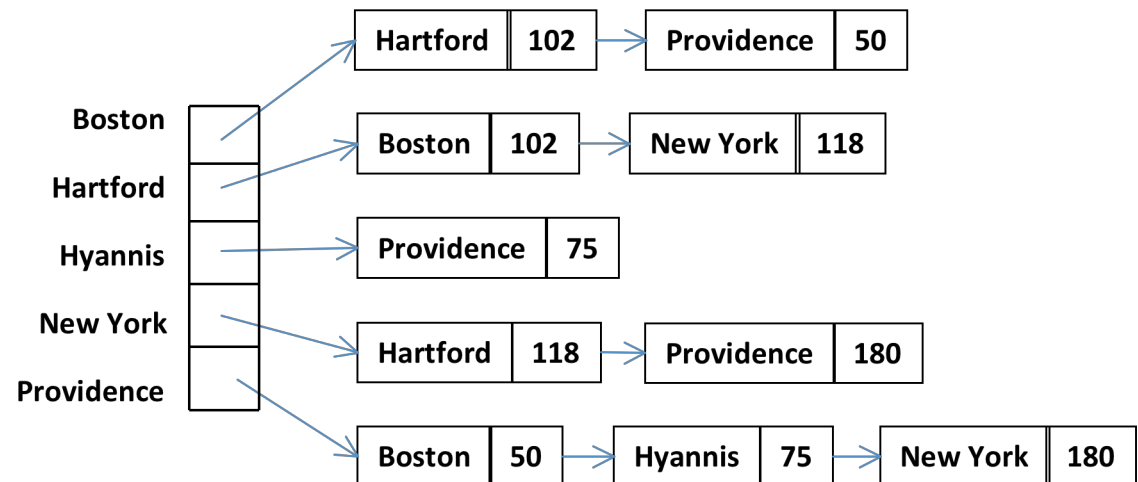 Hartford 102 Providence 50
Boston
Boston 102 New York 118
Hartford
Hyannis Providence 75
New York
Hartford 118 Providence 180
Providence
Boston 50 Hyannis 75 New York 180